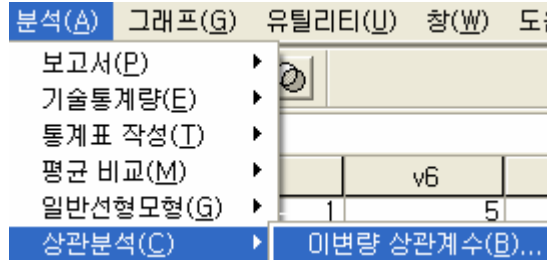 분석(A) 그래프(G) 유틸리티(U) 창(W)
보고서(P)
기술통계량(E)
통계표 작성(T)
평균 비교(M)
v6
일반선형모형(G) 1 5
상관분석(C) 이변량 상관계수(B)...